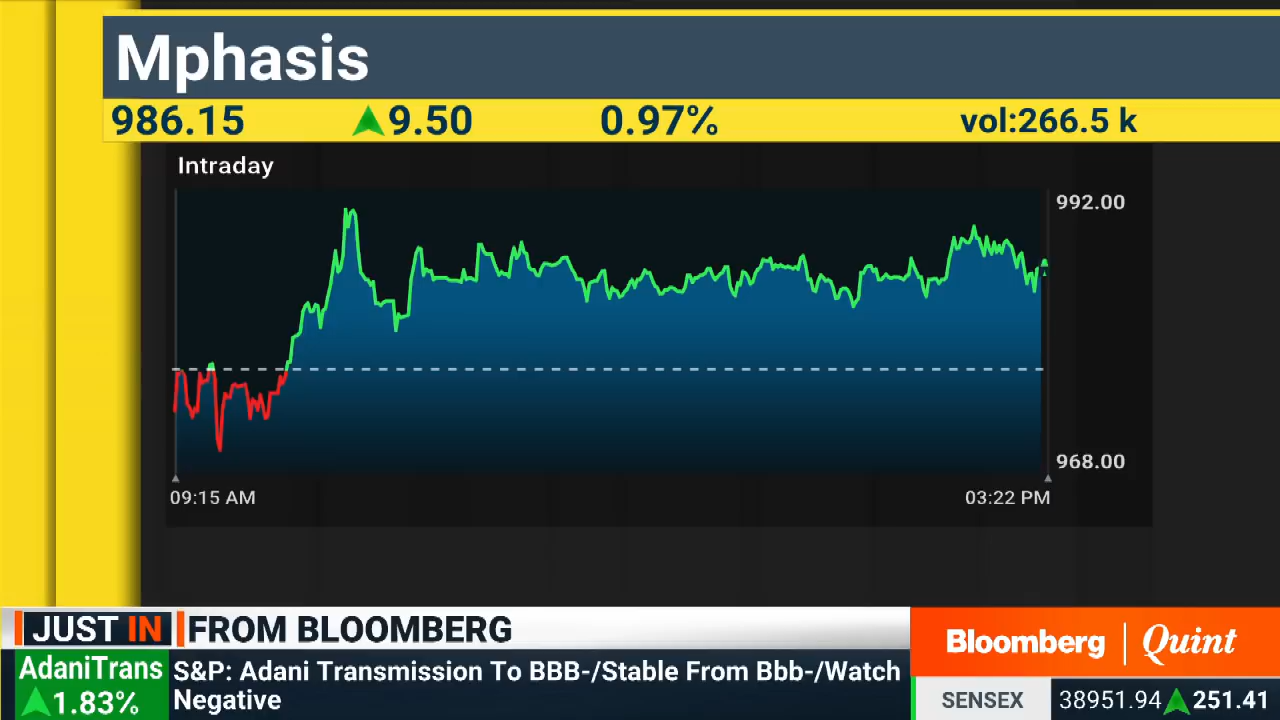 Mphasis
986.15 ▲ 9.50 0.97% vol:266.5 k
Intraday
992.00
968.00
09:15 AM 03:22 PM
JUST IN FROM BLOOMBERG
AdaniTrans
▲ 1.83%
S&P: Adani Transmission To BBB-/Stable From Bbb-/Watch
Negative
Bloomberg | Quint
SENSEX 38951.94 ▲ 251.41